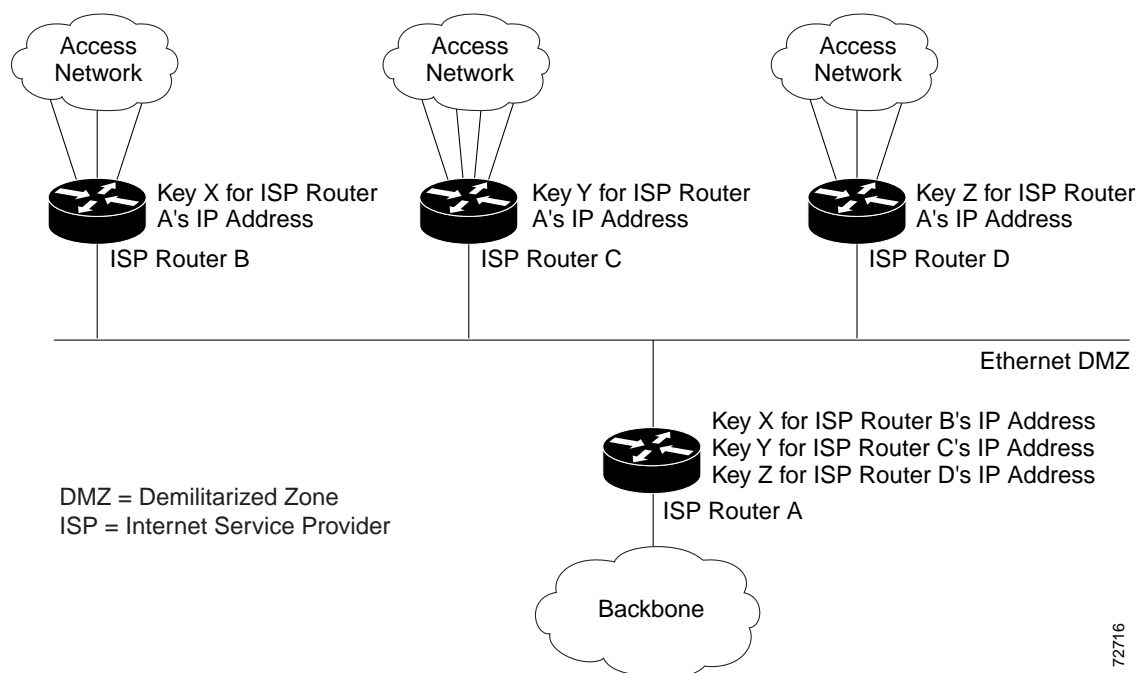 Access
Network
Access
Network
Access
Network
Key X for ISP Router
A's IP Address
ISP Router B
Key Y for ISP Router
A's IP Address
ISP Router C
Key Z for ISP Router
A's IP Address
ISP Router D
Ethernet DMZ
Key X for ISP Router B's IP Address
Key Y for ISP Router C's IP Address
Key Z for ISP Router D's IP Address
ISP Router A
DMZ = Demilitarized Zone
ISP = Internet Service Provider
Backbone
72716